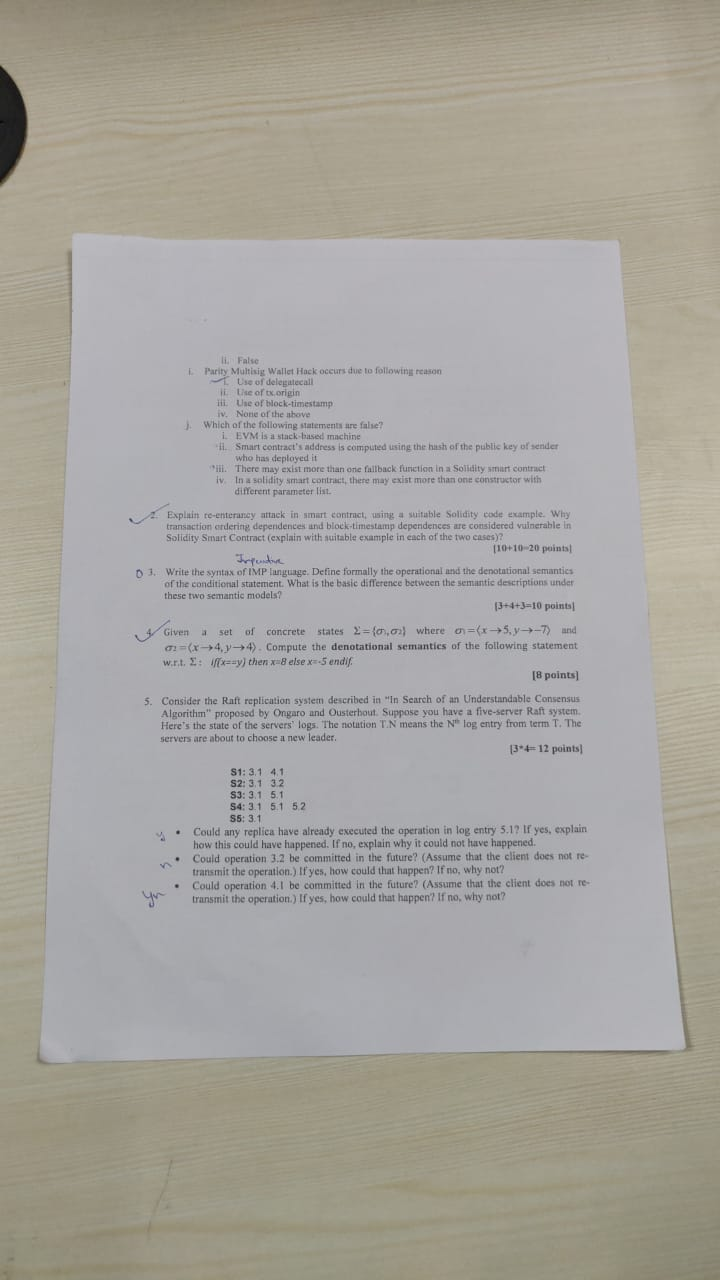 ii. False
i. Parity Multisig Wallet Hack occurs due to following reason
i. Use of delegatecall
ii. Use of tx.origin
iii. Use of block-timestamp
iv. None of the above
j. Which of the following statements are false?
i. EVM is a stack-based machine
ii. Smart contract's address is computed using the hash of the public key of sender
who has deployed it
iii. There may exist more than one fallback function in a Solidity smart contract
iv. In a solidity smart contract, there may exist more than one constructor with
different parameter list.
2. Explain re-enterancy attack in smart contract, using a suitable Solidity code example. Why
transaction ordering dependences and block-timestamp dependences are considered vulnerable in
Solidity Smart Contract (explain with suitable example in each of the two cases)?
[10+10=20 points]
3. Write the syntax of IMP language. Define formally the operational and the denotational semantics
of the conditional statement. What is the basic difference between the semantic descriptions under
these two semantic models?
[3+4+3=10 points]
4. Given a set of concrete states Σ={σ1,σ2} where σ1=⟨x→5,y→-7⟩ and
σ2=⟨x→4,y→4⟩. Compute the denotational semantics of the following statement
w.r.t. Σ: if(x==y) then x=8 else x=-5 endif.
[8 points]
5. Consider the Raft replication system described in "In Search of an Understandable Consensus
Algorithm" proposed by Ongaro and Ousterhout. Suppose you have a five-server Raft system.
Here's the state of the servers' logs. The notation T.N means the Nth log entry from term T. The
servers are about to choose a new leader.
[3*4= 12 points]
S1: 3.1 4.1
S2: 3.1 3.2
S3: 3.1 5.1
S4: 3.1 5.1 5.2
S5: 3.1
y • Could any replica have already executed the operation in log entry 5.1? If yes, explain
how this could have happened. If no, explain why it could not have happened.
n • Could operation 3.2 be committed in the future? (Assume that the client does not re-
transmit the operation.) If yes, how could that happen? If no, why not?
• Could operation 4.1 be committed in the future? (Assume that the client does not re-
transmit the operation.) If yes, how could that happen? If no, why not?